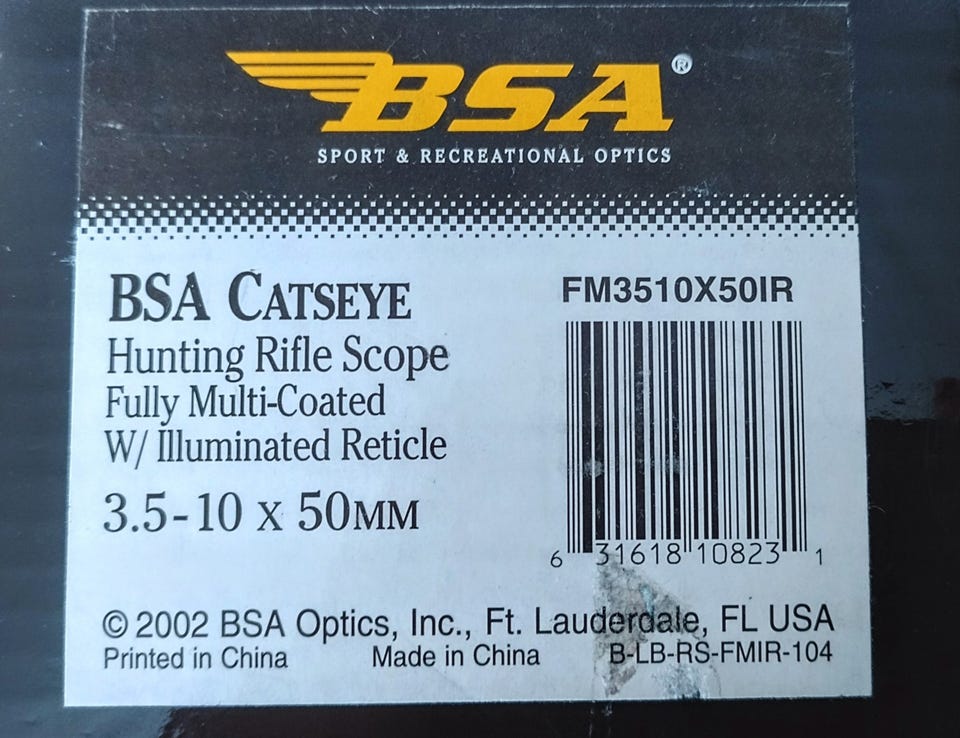 BSA®
SPORT & RECREATIONAL OPTICS
BSA CATSEYE
Hunting Rifle Scope
Fully Multi-Coated
W/ Illuminated Reticle
3.5-10 x 50MM
FM3510X50IR
6 31618 10823 1
© 2002 BSA Optics, Inc., Ft. Lauderdale, FL USA
Printed in China Made in China B-LB-RS-FMIR-104